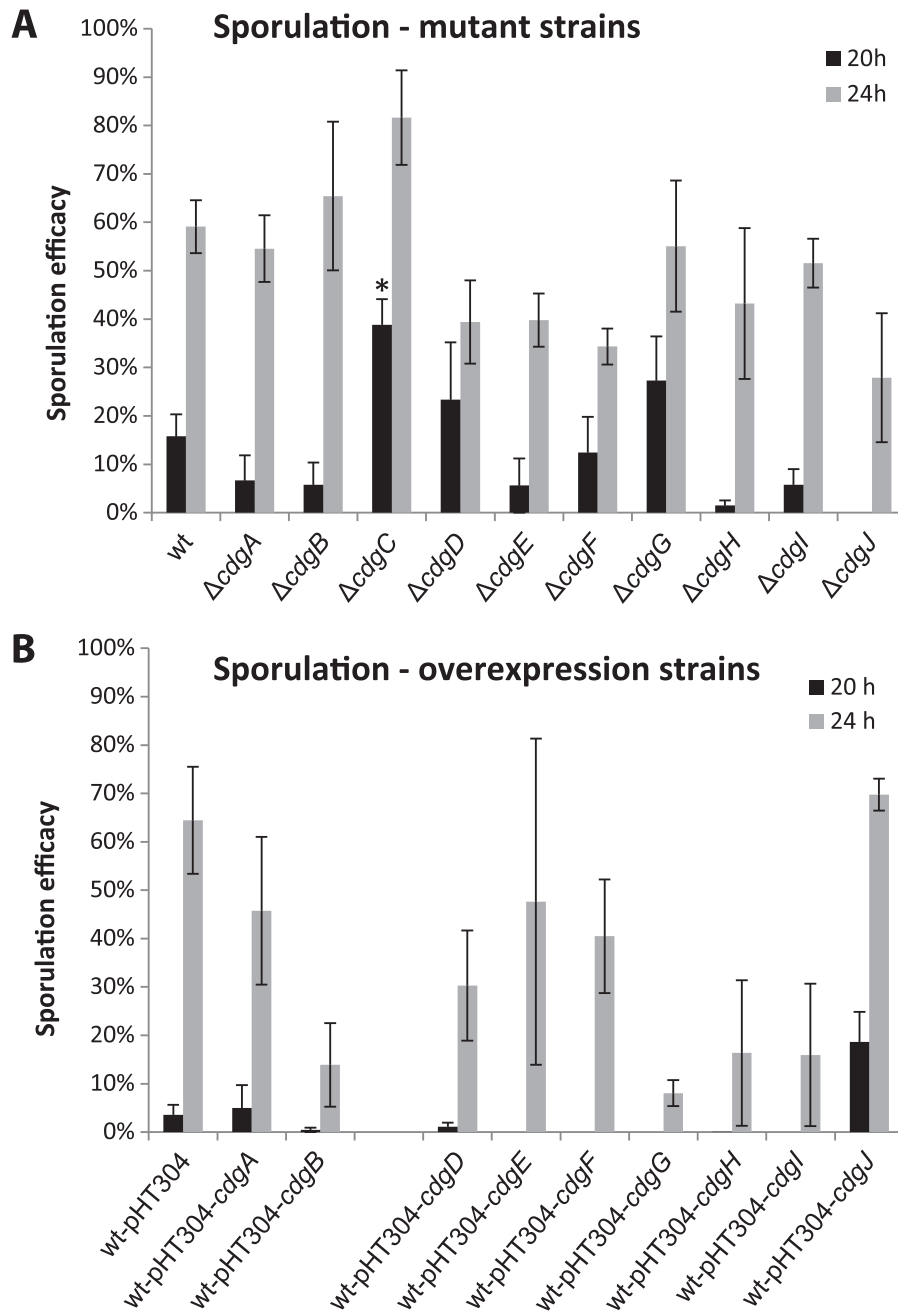 A
Sporulation - mutant strains
20h
24h
Sporulation efficacy
100%
90%
80%
70%
60%
50%
40%
30%
20%
10%
0%
*
wt
ΔcdgA
ΔcdgB
ΔcdgC
ΔcdgD
ΔcdgE
ΔcdgF
ΔcdgG
ΔcdgH
ΔcdgI
ΔcdgJ
B
Sporulation - overexpression strains
20 h
24 h
Sporulation efficacy
100%
90%
80%
70%
60%
50%
40%
30%
20%
10%
0%
wt-pHT304
wt-pHT304-cdgA
wt-pHT304-cdgB
wt-pHT304-cdgD
wt-pHT304-cdgE
wt-pHT304-cdgF
wt-pHT304-cdgG
wt-pHT304-cdgH
wt-pHT304-cdgI
wt-pHT304-cdgJ